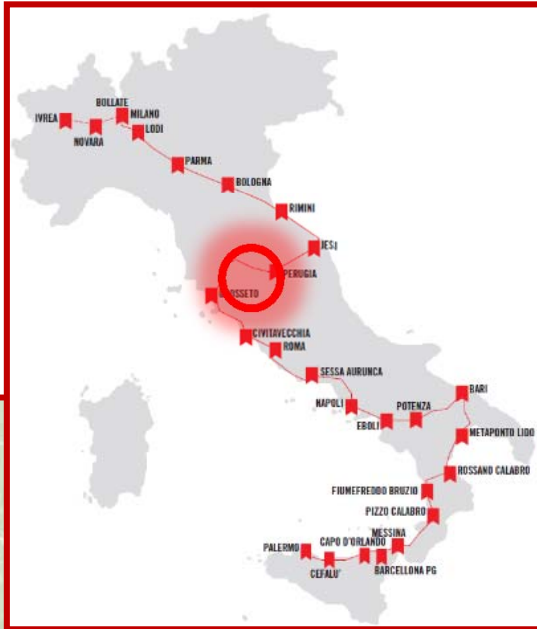 BOLLATE
IVREA
MILANO
LODI
NOVARA
PARMA
BOLOGNA
RIMINI
JESI
PERUGIA
GROSSETO
CIVITAVECCHIA
ROMA
SESSA AURUNCA
BARI
NAPOLI
POTENZA
EBOLI
METAPONTO LIDO
ROSSANO CALABRO
FIUMEFREDDO BRUZIO
PIZZO CALABRO
MESSINA
CAPO D'ORLANDO
PALERMO
BARCELLONA PG
CEFALU'